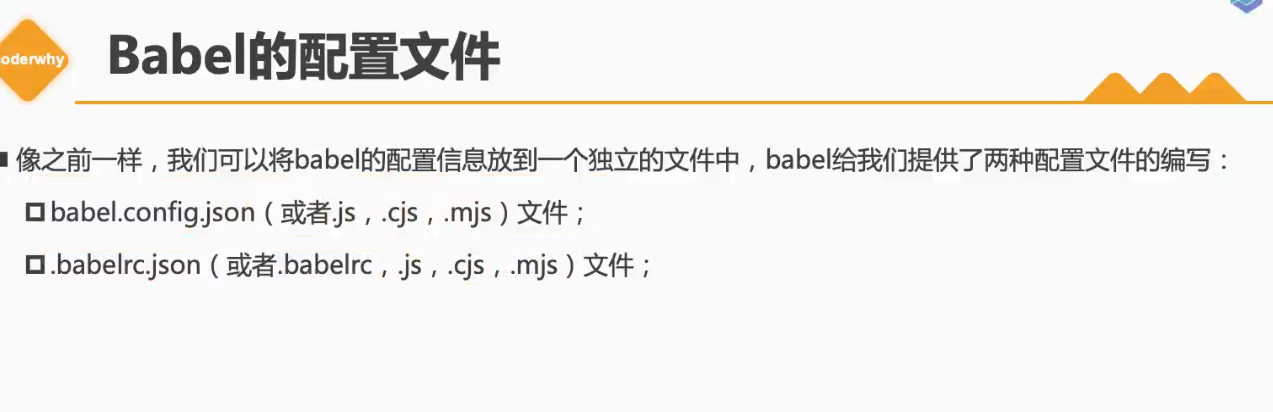 oderwhy
Babel的配置文件
像之前一样，我们可以将babel的配置信息放到一个独立的文件中，babel给我们提供了两种配置文件的编写：
babel.config.json（或者.js，.cjs，.mjs）文件；
.babelrc.json（或者.babelrc，.js，.cjs，.mjs）文件；